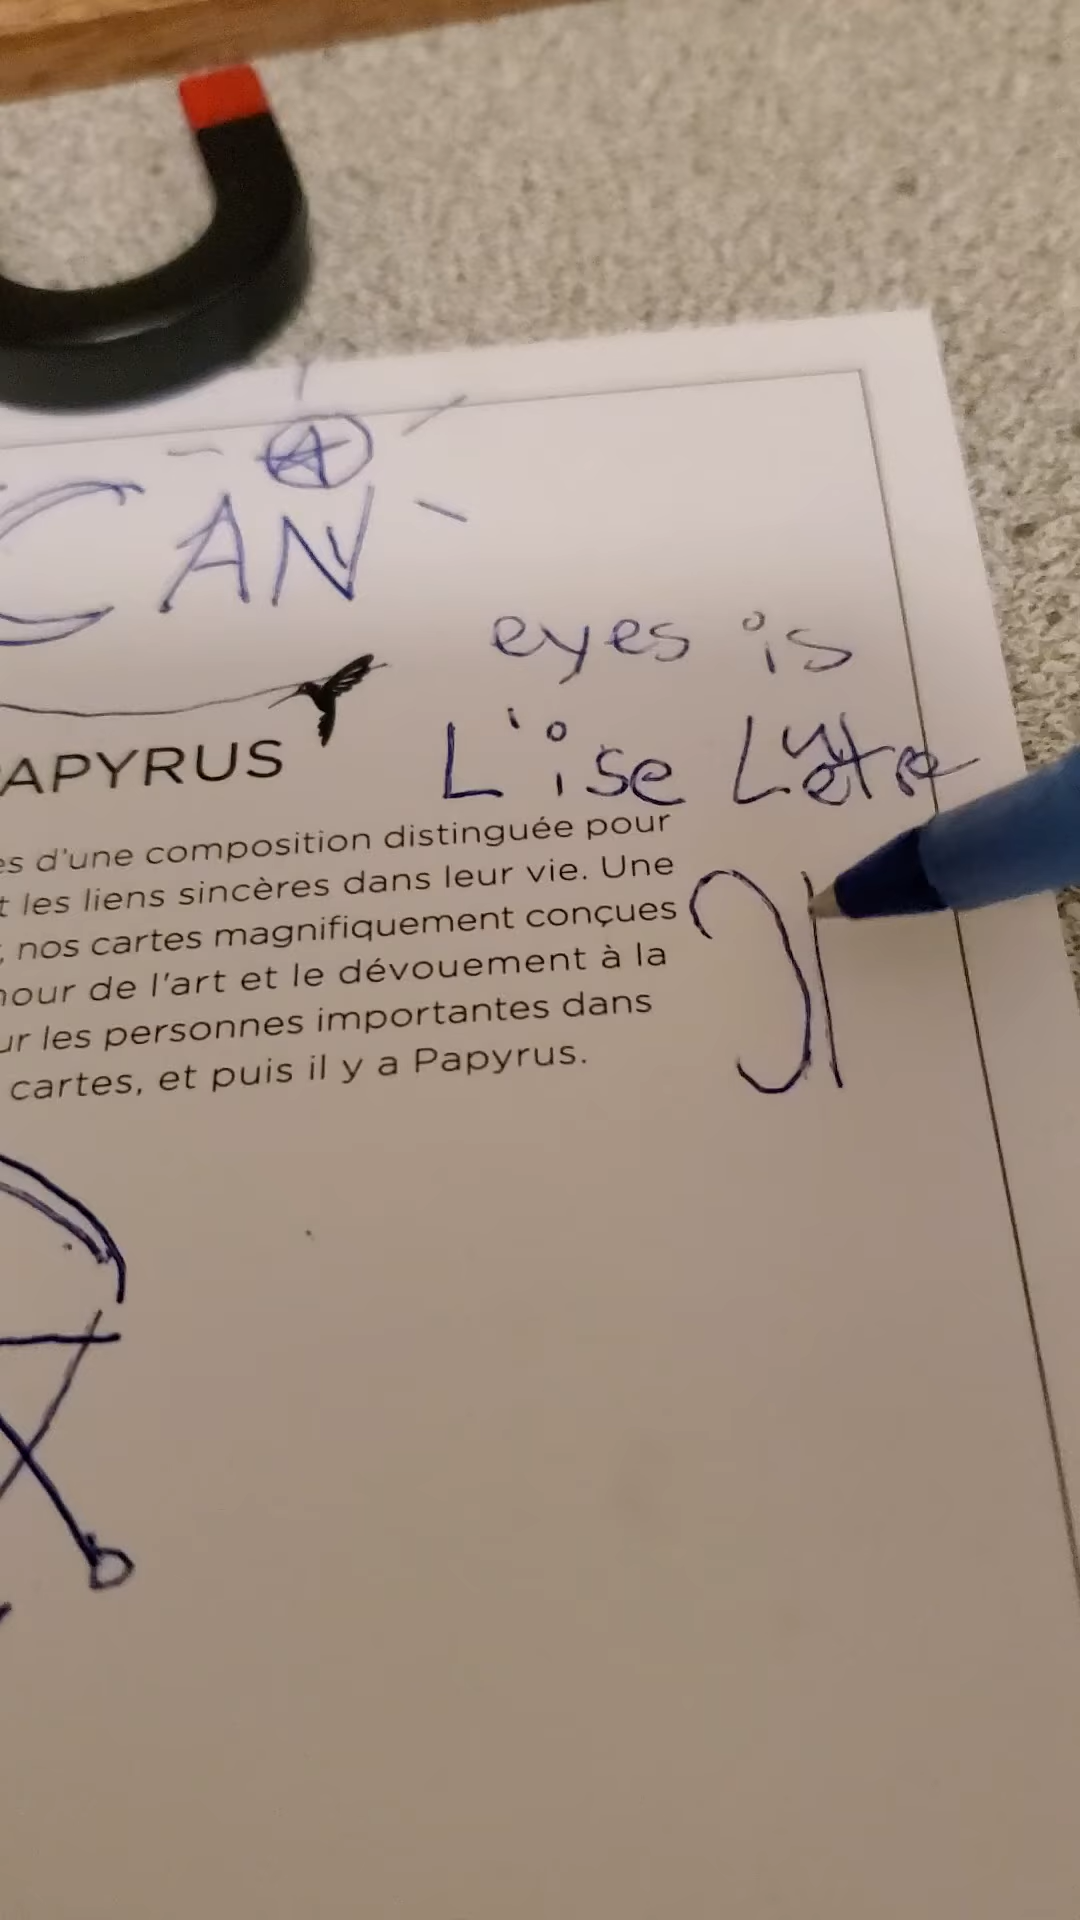 CAN
eyes is
L'ise
APYRUS
es d'une composition distinguée pour
t les liens sincères dans leur vie. Une
, nos cartes magnifiquement conçues
nour de l'art et le dévouement à la
ur les personnes importantes dans
cartes, et puis il y a Papyrus.